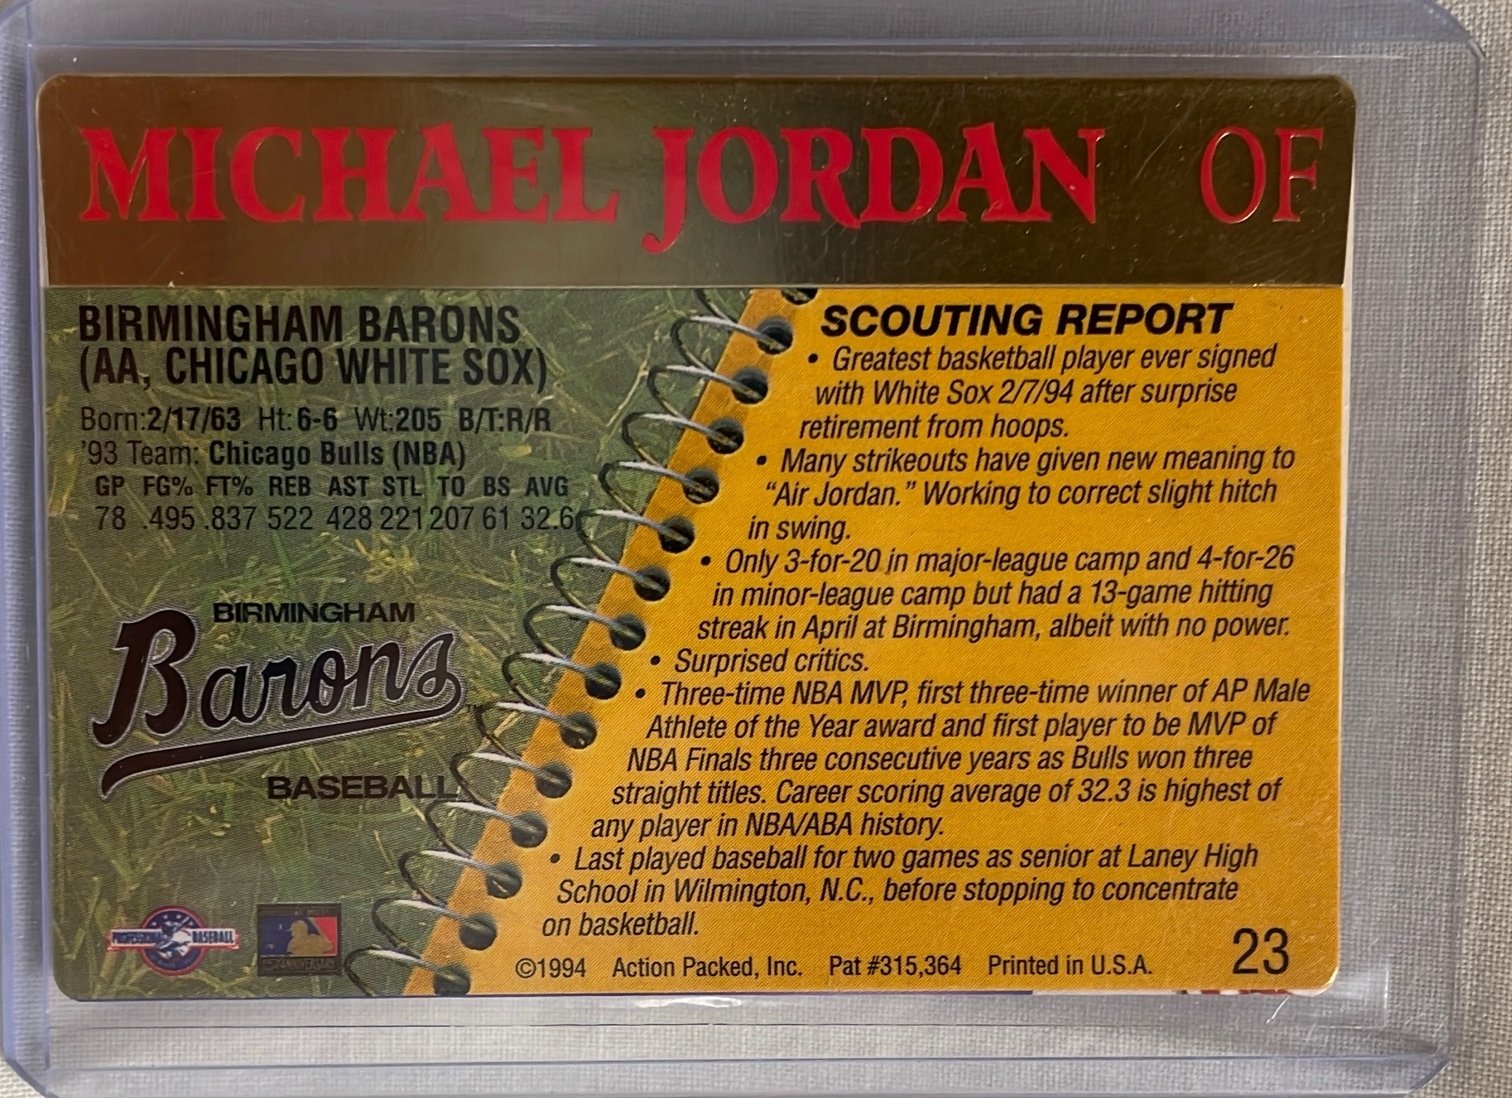 MICHAEL JORDAN OF
BIRMINGHAM BARONS
(AA, CHICAGO WHITE SOX)
Born:2/17/63 Ht:6-6 Wt:205 B/T:R/R
'93 Team: Chicago Bulls (NBA)
GP FG% FT% REB AST STL TO BS AVG
78 .495 .837 522 428 221 207 61 32.6
BIRMINGHAM
Barons
BASEBALL
PROFESSIONAL BASEBALL
SCOUTING REPORT
• Greatest basketball player ever signed
with White Sox 2/7/94 after surprise
retirement from hoops.
• Many strikeouts have given new meaning to
“Air Jordan.” Working to correct slight hitch
in swing.
• Only 3-for-20 in major-league camp and 4-for-26
in minor-league camp but had a 13-game hitting
streak in April at Birmingham, albeit with no power.
• Surprised critics.
• Three-time NBA MVP, first three-time winner of AP Male
Athlete of the Year award and first player to be MVP of
NBA Finals three consecutive years as Bulls won three
straight titles. Career scoring average of 32.3 is highest of
any player in NBA/ABA history.
• Last played baseball for two games as senior at Laney High
School in Wilmington, N.C., before stopping to concentrate
on basketball.
©1994 Action Packed, Inc. Pat #315,364 Printed in U.S.A.
23